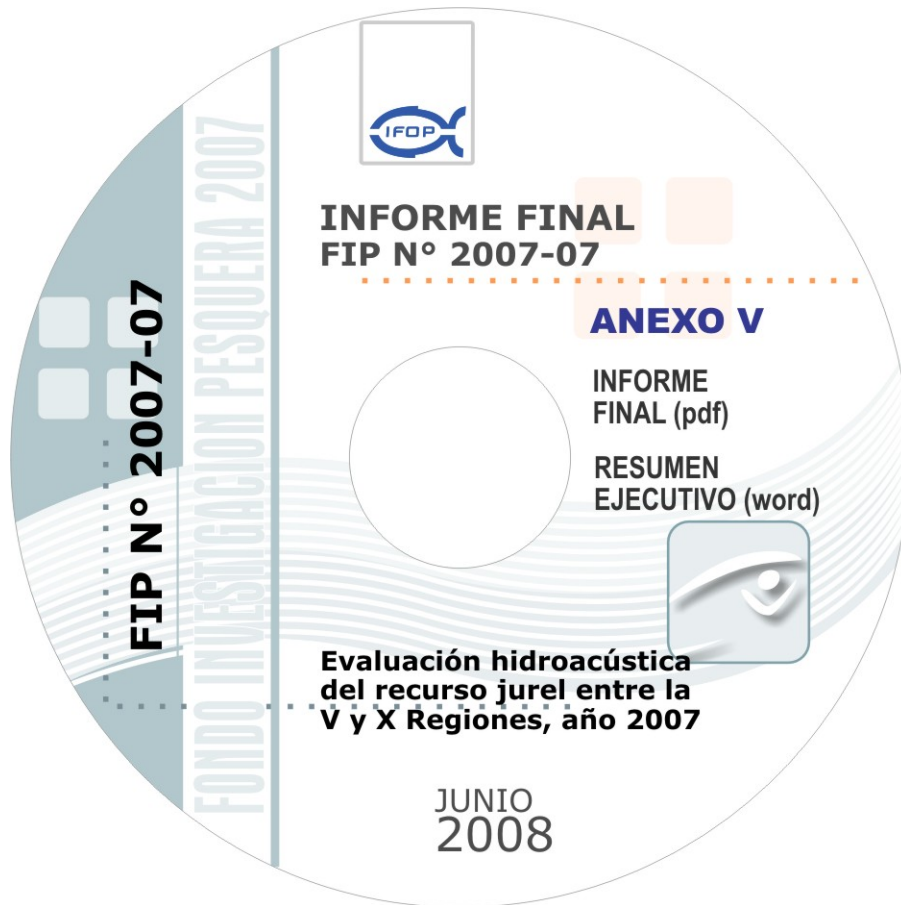 IFOP
INFORME FINAL
FIP N° 2007-07
ANEXO V
INFORME
FINAL (pdf)
RESUMEN
EJECUTIVO (word)
Evaluación hidroacústica
del recurso jurel entre la
V y X Regiones, año 2007
JUNIO
2008
FIP N° 2007-07
FONDO INVESTIGACION PESQUERA 2007